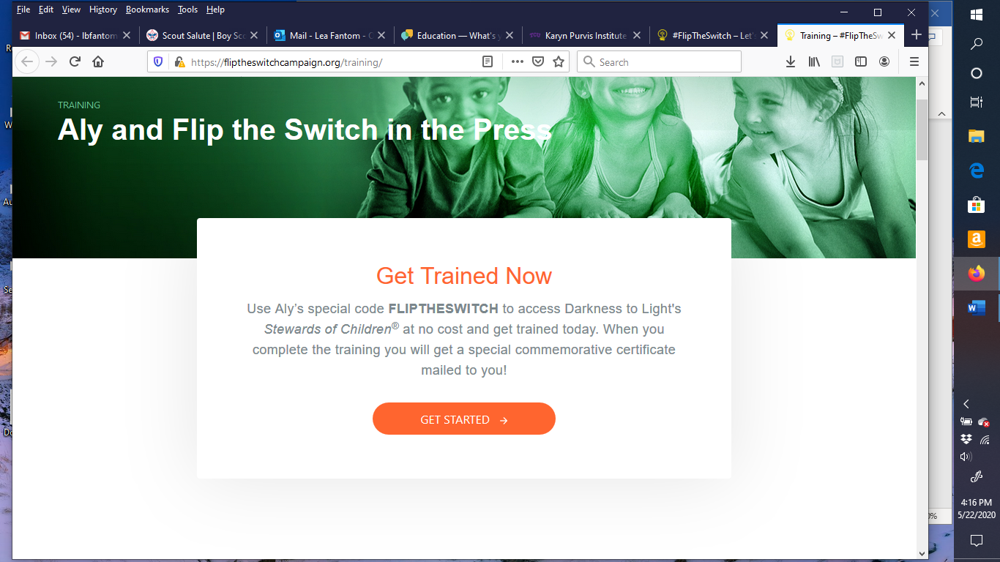 File Edit View History Bookmarks Tools Help
Inbox (54) - lbfantom
Scout Salute | Boy Sco
Mail - Lea Fantom - O
Education — What's y
Karyn Purvis Institute
#FlipTheSwitch – Let'
Training – #FlipTheSw
https://fliptheswitchcampaign.org/training/
Search
TRAINING
Aly and Flip the Switch in the Press
Get Trained Now
Use Aly's special code FLIPTHESWITCH to access Darkness to Light's
Stewards of Children® at no cost and get trained today. When you
complete the training you will get a special commemorative certificate
mailed to you!
GET STARTED →
4:16 PM
5/22/2020